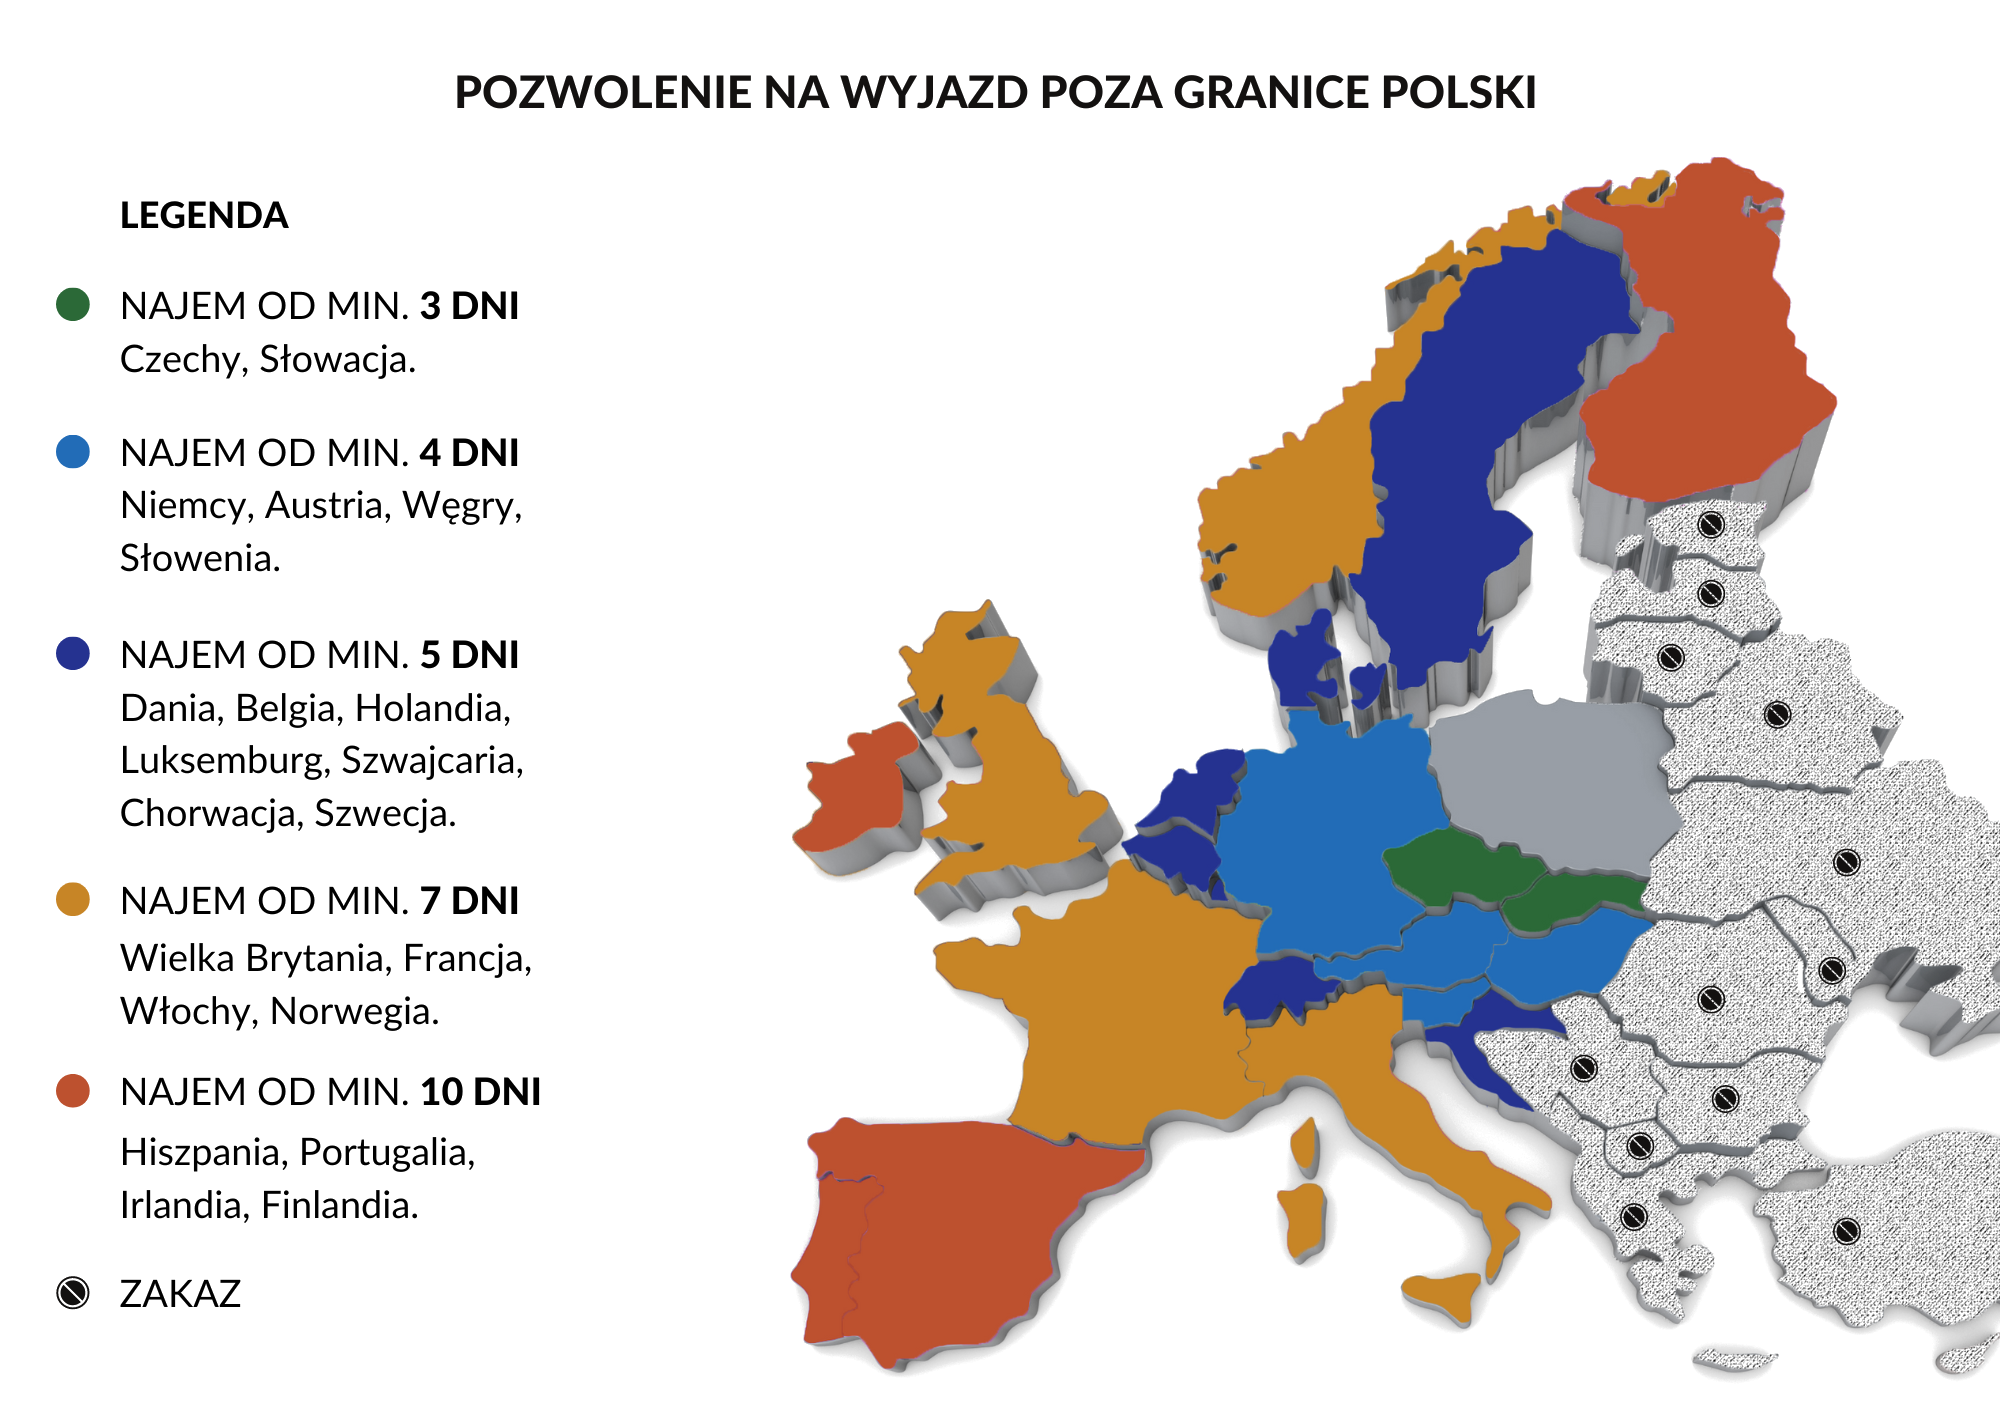 POZWOLENIE NA WYJAZD POZA GRANICE POLSKI
LEGENDA
NAJEM OD MIN. 3 DNI
Czechy, Słowacja.
NAJEM OD MIN. 4 DNI
Niemcy, Austria, Węgry,
Słowenia.
NAJEM OD MIN. 5 DNI
Dania, Belgia, Holandia,
Luksemburg, Szwajcaria,
Chorwacja, Szwecja.
NAJEM OD MIN. 7 DNI
Wielka Brytania, Francja,
Włochy, Norwegia.
NAJEM OD MIN. 10 DNI
Hiszpania, Portugalia,
Irlandia, Finlandia.
ZAKAZ